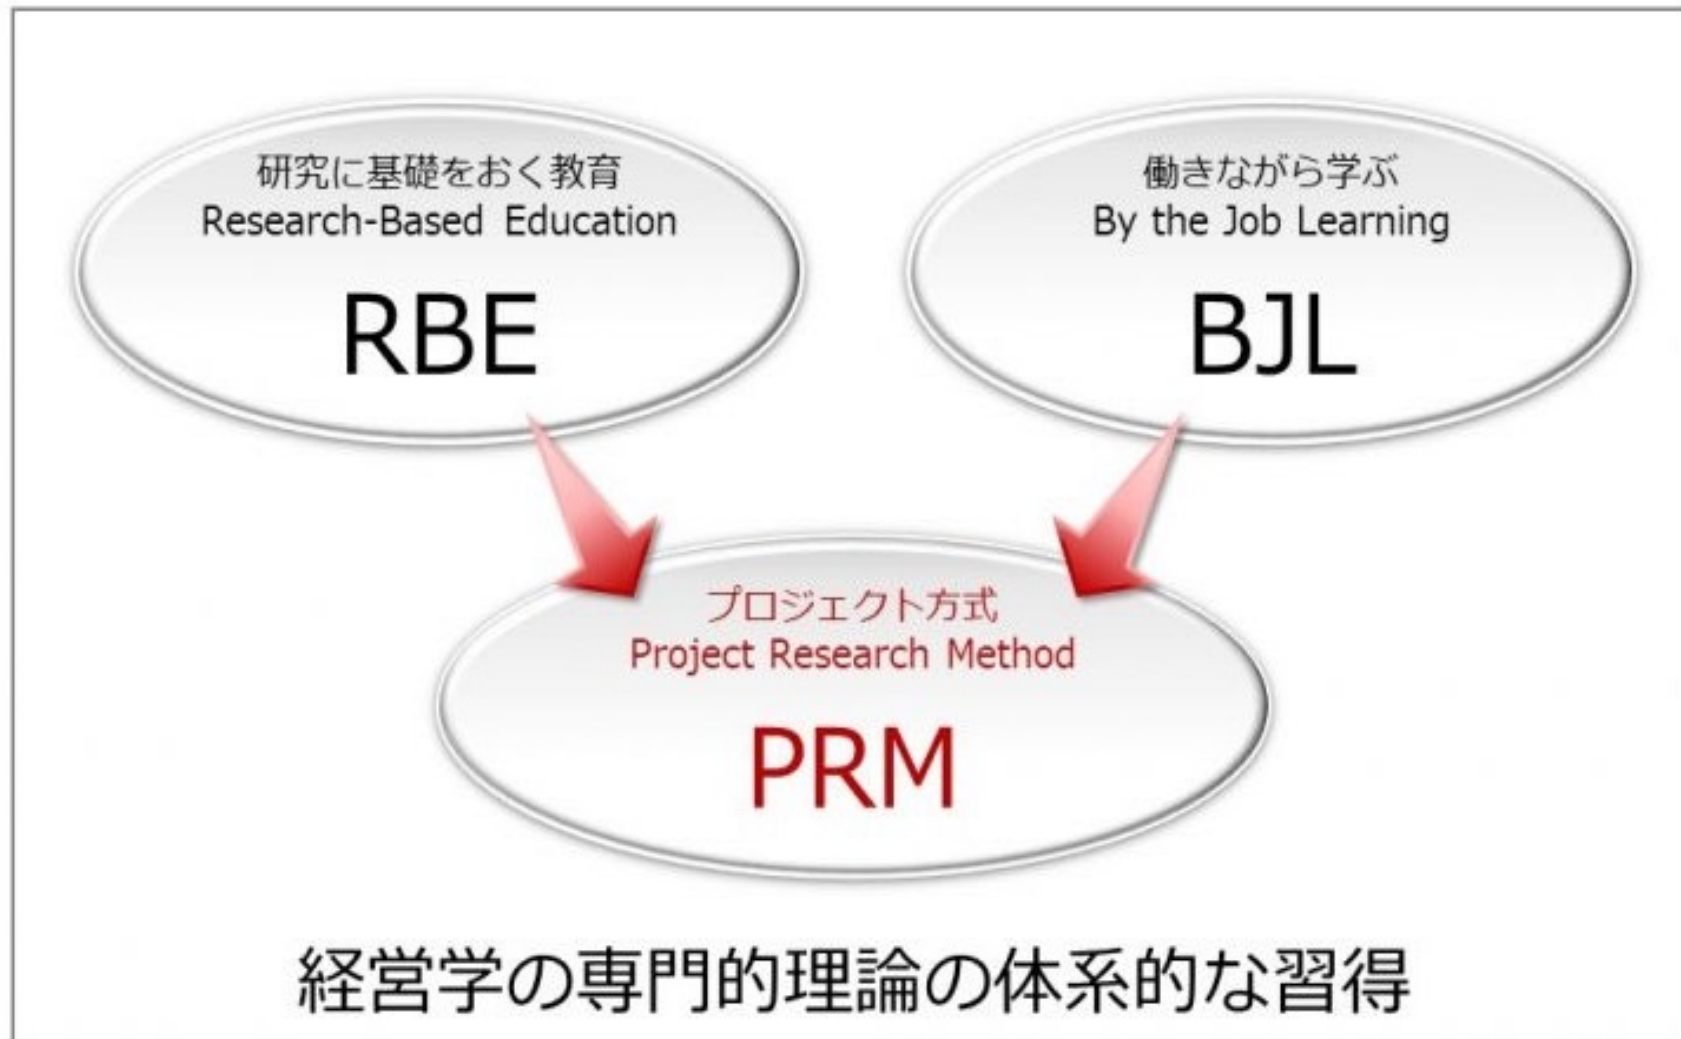 研究に基礎をおく教育
Research-Based Education
RBE
働きながら学ぶ
By the Job Learning
BJL
プロジェクト方式
Project Research Method
PRM
経営学の専門的理論の体系的な習得